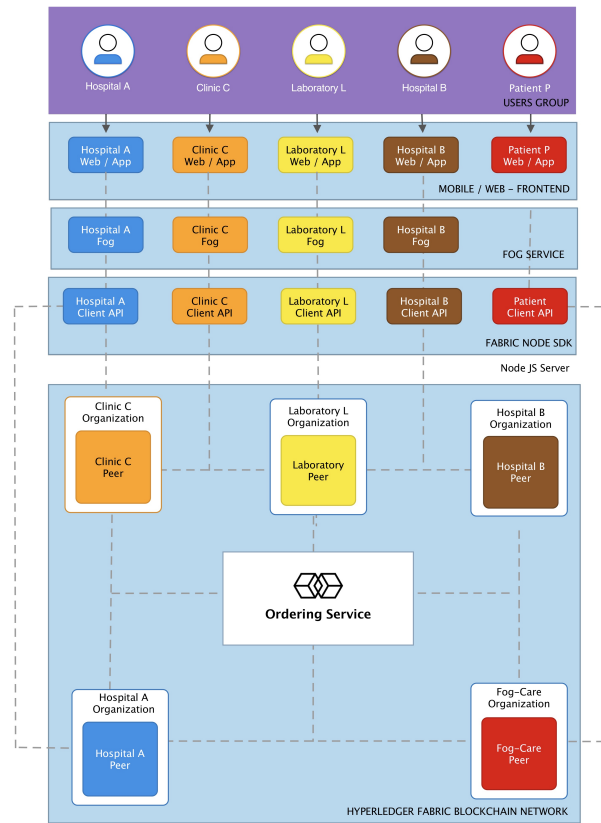 Hospital A
Clinic C
Laboratory L
Hospital B
Patient P
USERS GROUP
Hospital A
Web / App
Clinic C
Web / App
Laboratory L
Web / App
Hospital B
Web / App
Patient P
Web / App
MOBILE / WEB - FRONTEND
Hospital A
Fog
Clinic C
Fog
Laboratory L
Fog
Hospital B
Fog
FOG SERVICE
Hospital A
Client API
Clinic C
Client API
Laboratory L
Client API
Hospital B
Client API
Patient
Client API
FABRIC NODE SDK
Node JS Server
Clinic C
Organization
Clinic C
Peer
Laboratory L
Organization
Laboratory
Peer
Hospital B
Organization
Hospital B
Peer
Ordering Service
Hospital A
Organization
Hospital A
Peer
Fog-Care
Organization
Fog-Care
Peer
HYPERLEDGER FABRIC BLOCKCHAIN NETWORK